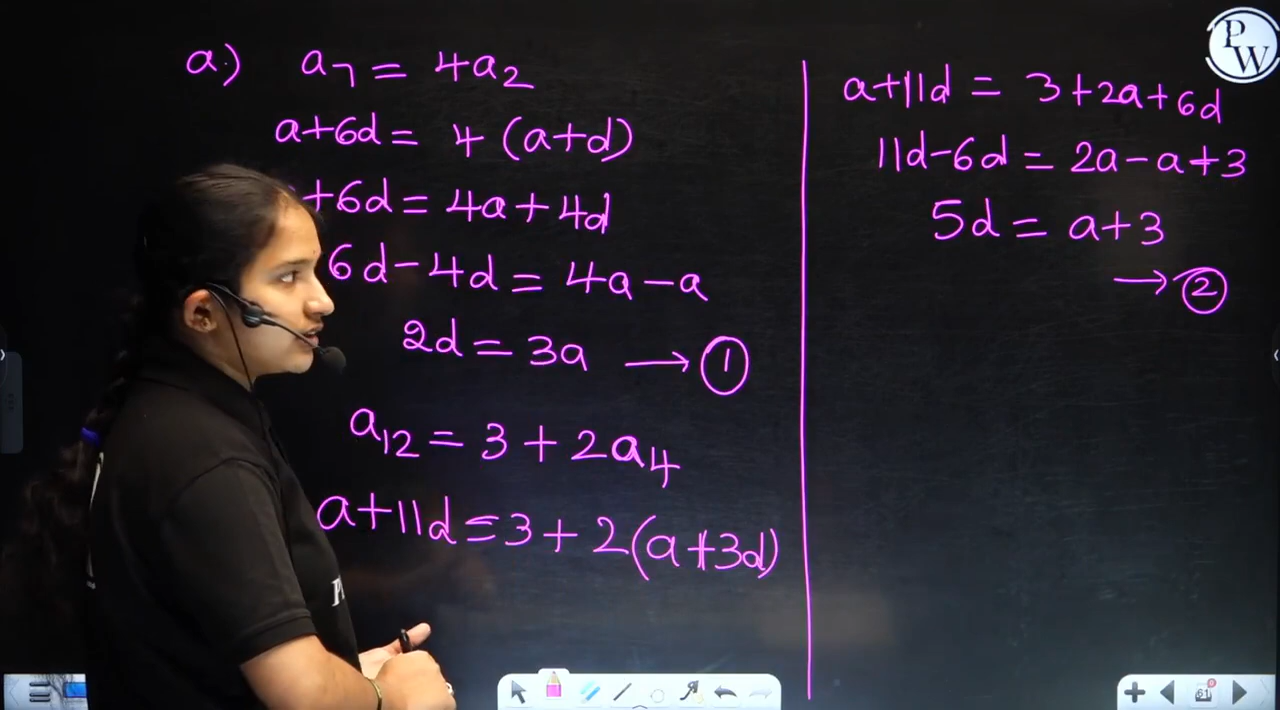 a.) a7 = 4a2
a+6d = 4 (a+d)
+6d = 4a+4d
6d-4d = 4a-a
2d = 3a → ①
a12 = 3+2a4
a+11d = 3+2(a+3d)
a+11d = 3+2a+6d
11d-6d = 2a-a+3
5d = a+3
→ ②
PW
P
61